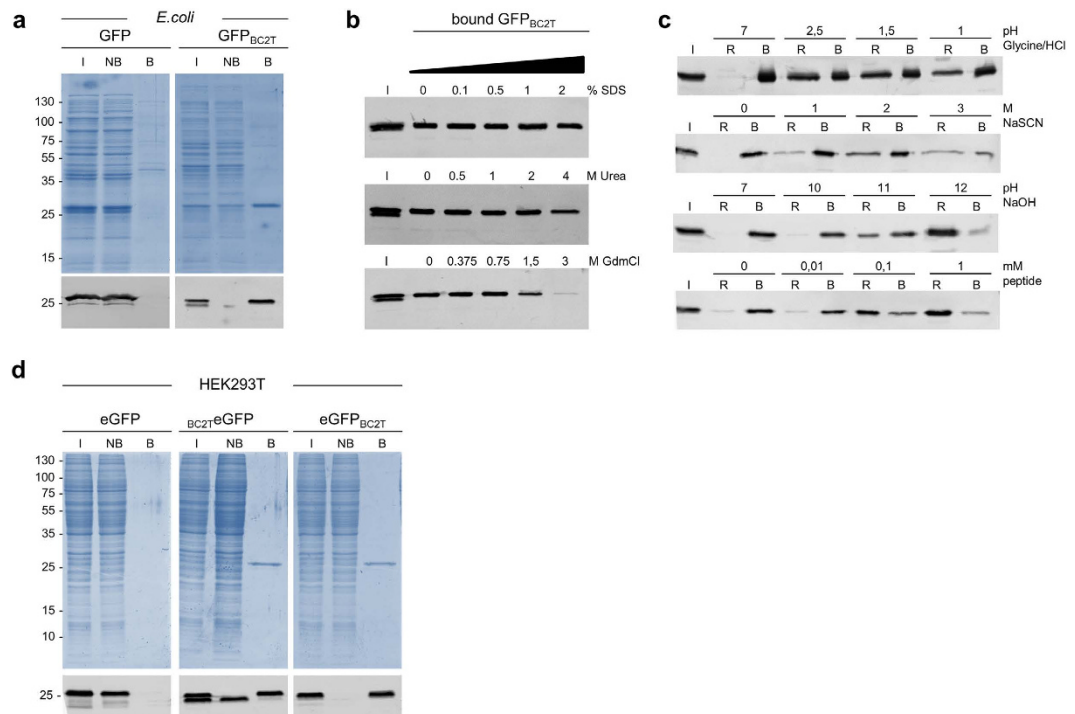 a
E.coli
GFP GFPBC2T
I NB B I NB B
130 -
100 -
75 -
55 -
35 -
25 -
15 -
25 -
b
bound GFPBC2T
I 0 0.1 0.5 1 2 % SDS
I 0 0.5 1 2 4 M Urea
I 0 0.375 0.75 1,5 3 M GdmCl
c
7 2,5 1,5 1 pH
I R B R B R B R B Glycine/HCl
0 1 2 3 M
I R B R B R B R B NaSCN
7 10 11 12 pH
I R B R B R B R B NaOH
0 0,01 0,1 1 mM
I R B R B R B R B peptide
d
HEK293T
eGFP BC2TeGFP eGFPBC2T
I NB B I NB B I NB B
130 -
100 -
75 -
55 -
35 -
25 -
15 -
10 -
25 -